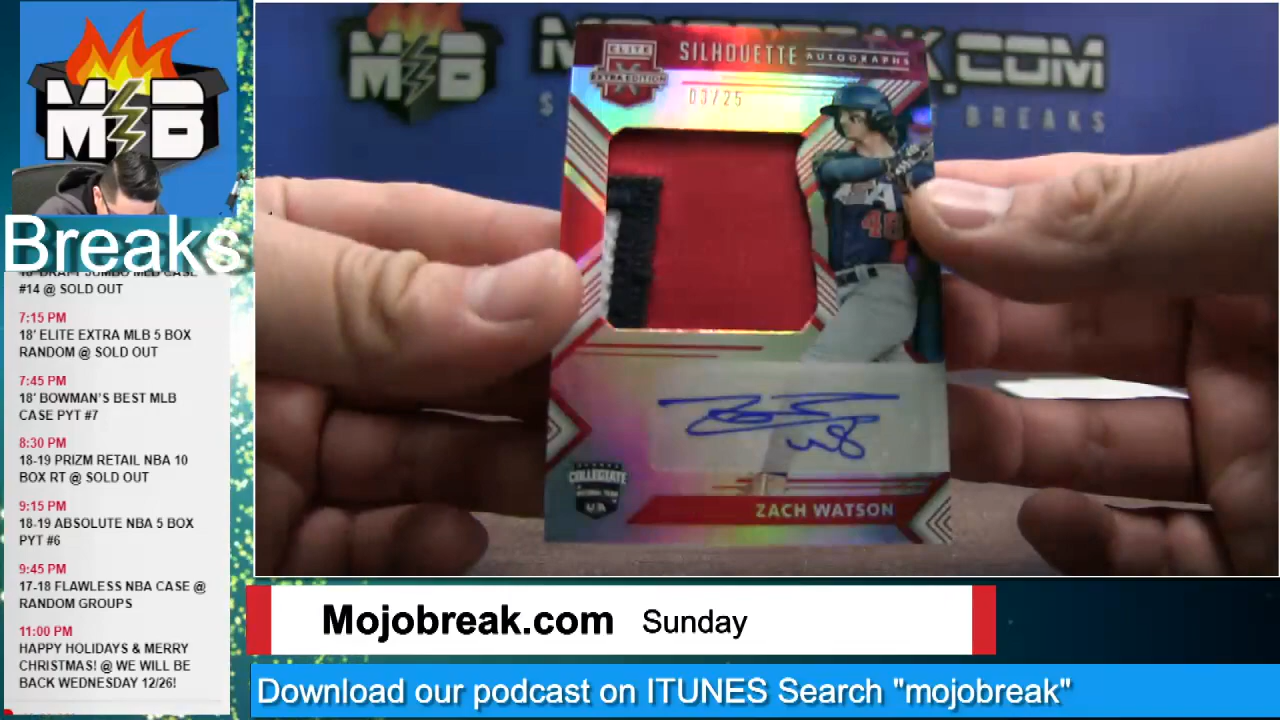 M B
Breaks
18' DRAFT JUMBO MLB CASE
#14 @ SOLD OUT
7:15 PM
18' ELITE EXTRA MLB 5 BOX
RANDOM @ SOLD OUT
7:45 PM
18' BOWMAN'S BEST MLB
CASE PYT #7
8:30 PM
18-19 PRIZM RETAIL NBA 10
BOX RT @ SOLD OUT
9:15 PM
18-19 ABSOLUTE NBA 5 BOX
PYT #6
9:45 PM
17-18 FLAWLESS NBA CASE @
RANDOM GROUPS
11:00 PM
HAPPY HOLIDAYS & MERRY
CHRISTMAS! @ WE WILL BE
BACK WEDNESDAY 12/26!
M B
BREAKS
ELITE
EXTRA EDITION
SILHOUETTE AUTOGRAPHS
03/25
COLLEGIATE
ZACH WATSON
Mojobreak.com Sunday
Download our podcast on ITUNES Search "mojobreak"